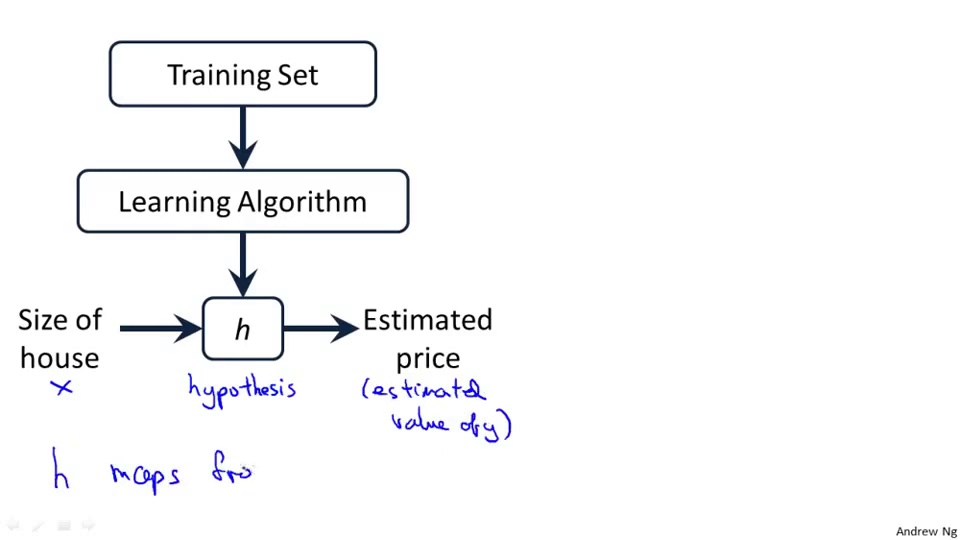 Training Set
Learning Algorithm
Size of
house
h
Estimated
price
x
hypothesis
(estimated
value of y)
h maps fro
Andrew Ng